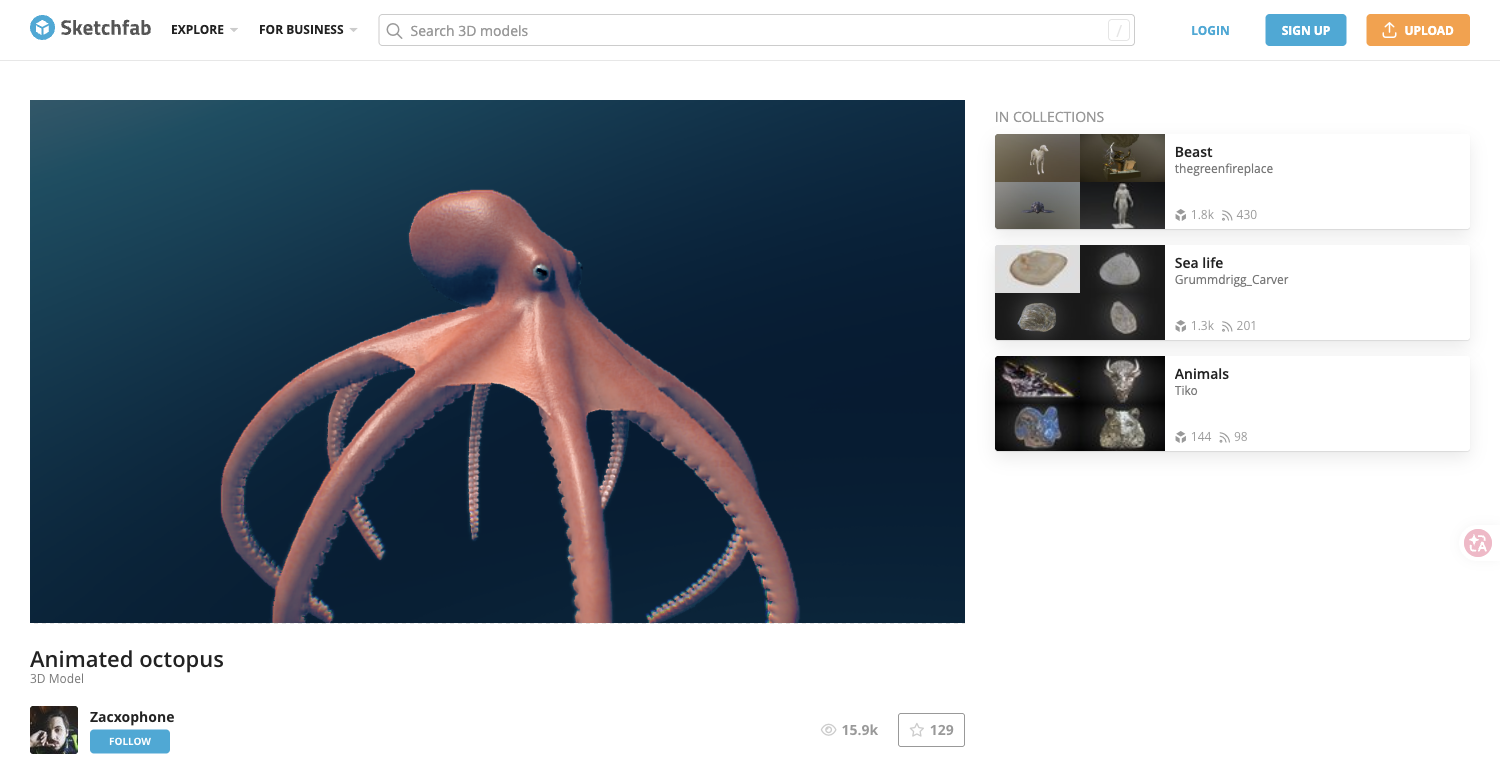 Sketchfab
EXPLORE
FOR BUSINESS
Search 3D models
/
LOGIN
SIGN UP
UPLOAD
IN COLLECTIONS
Beast
thegreenfireplace
1.8k 430
Sea life
Grummdrigg_Carver
1.3k 201
Animals
Tiko
144 98
Animated octopus
3D Model
Zacxophone
FOLLOW
15.9k
129